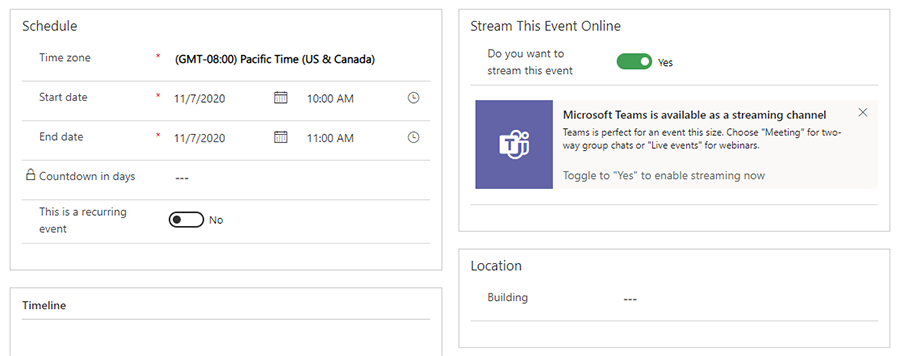 Schedule
Time zone * (GMT-08:00) Pacific Time (US & Canada)
Start date * 11/7/2020 10:00 AM
End date * 11/7/2020 11:00 AM
Countdown in days ---
This is a recurring
event No
Timeline
Stream This Event Online
Do you want to
stream this event Yes
Microsoft Teams is available as a streaming channel
Teams is perfect for an event this size. Choose "Meeting" for two-
way group chats or "Live events" for webinars.
Toggle to "Yes" to enable streaming now
Location
Building ---